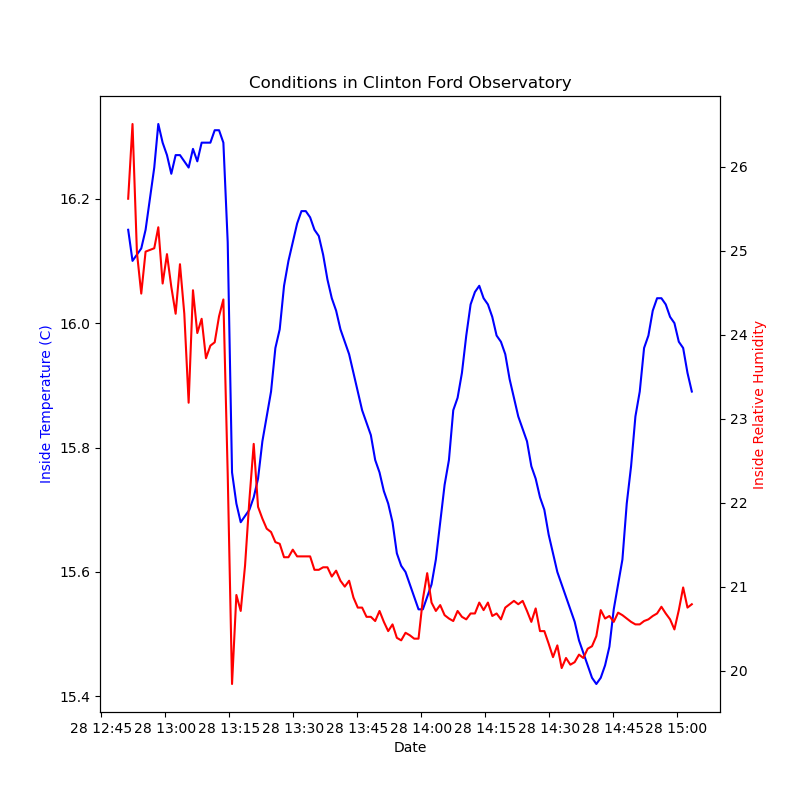 Conditions in Clinton Ford Observatory
Inside Temperature (C)
16.2
16.0
15.8
15.6
15.4
26
25
24
23
22
21
20
Inside Relative Humidity
28 12:45 28 13:00 28 13:15 28 13:30 28 13:45 28 14:00 28 14:15 28 14:30 28 14:45 28 15:00
Date